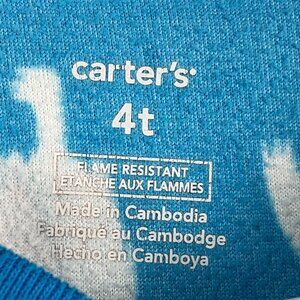 carter's
4t
FLAME RESISTANT
ETANCHE AUX FLAMMES
Made in Cambodia
Fabriqué au Cambodge
Hecho en Camboya